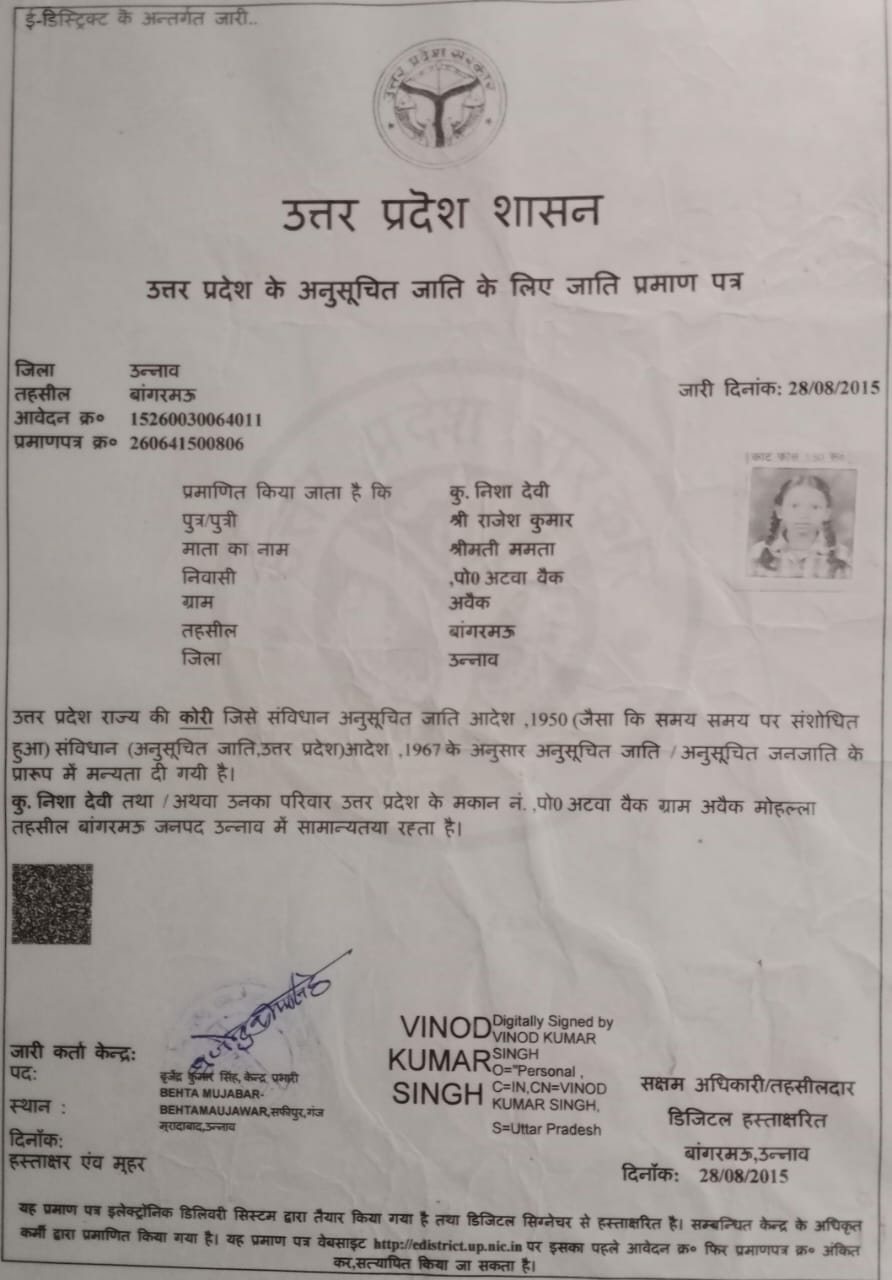 ई-डिस्ट्रिक्ट के अन्तर्गत जारी..
उत्तर प्रदेश सरकार
उत्तर प्रदेश शासन
उत्तर प्रदेश के अनुसूचित जाति के लिए जाति प्रमाण पत्र
जिला उन्नाव
तहसील बांगरमऊ
जारी दिनांक: 28/08/2015
आवेदन क्र० 15260030064011
प्रमाणपत्र क्र० 260641500806
प्रमाणित किया जाता है कि कु. निशा देवी
पुत्र/पुत्री श्री राजेश कुमार
माता का नाम श्रीमती ममता
निवासी ,पो0 अटवा वैक
ग्राम अवैक
तहसील बांगरमऊ
जिला उन्नाव
उत्तर प्रदेश राज्य की कोरी जिसे संविधान अनुसूचित जाति आदेश ,1950 (जैसा कि समय समय पर संशोधित
हुआ) संविधान (अनुसूचित जाति,उत्तर प्रदेश)आदेश ,1967 के अनुसार अनुसूचित जाति / अनुसूचित जनजाति के
प्रारूप में मन्यता दी गयी है।
कु. निशा देवी तथा / अथवा उनका परिवार उत्तर प्रदेश के मकान नं. ,पो0 अटवा वैक ग्राम अवैक मोहल्ला
तहसील बांगरमऊ जनपद उन्नाव में सामान्यतया रहता है।
जारी कर्ता केन्द्र:
पद:
स्थान :
दिनॉक:
हस्ताक्षर एंव मूहर
बृजेंद्र कुमार सिंह, केन्द्र प्रभारी
BEHTA MUJABAR-
BEHTAMAUJAWAR,सफीपुर,गंज
मुरादाबाद,उन्नाव
VINOD
KUMAR
SINGH
Digitally Signed by
VINOD KUMAR
SINGH
O="Personal ,
C=IN,CN=VINOD
KUMAR SINGH,
S=Uttar Pradesh
सक्षम अधिकारी/तहसीलदार
डिजिटल हस्ताक्षरित
बांगरमऊ,उन्नाव
दिनॉक: 28/08/2015
यह प्रमाण पत्र इलेक्ट्रॉनिक डिलिवरी सिस्टम द्वारा तैयार किया गया है तथा डिजिटल सिग्नेचर से हस्ताक्षरित है। सम्बन्धित केन्द्र के अधिकृत
कर्मी द्वारा प्रमाणित किया गया है। यह प्रमाण पत्र वेबसाइट http://edistrict.up.nic.in पर इसका पहले आवेदन क्र० फिर प्रमाणपत्र क्र० अंकित
कर,सत्यापित किया जा सकता है।